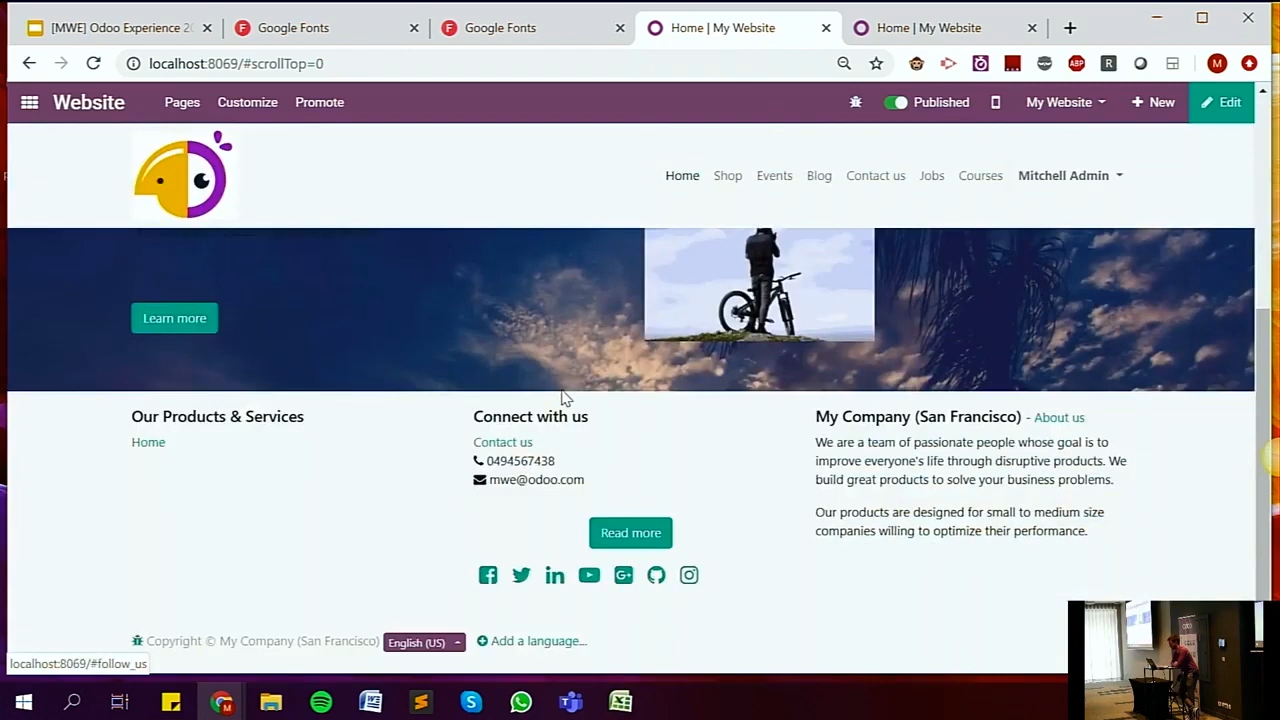 [MWE] Odoo Experience 20
Google Fonts
Google Fonts
Home | My Website
Home | My Website
localhost:8069/#scrollTop=0
ABP
R
M
Website
Pages
Customize
Promote
Published
My Website
New
Edit
Home
Shop
Events
Blog
Contact us
Jobs
Courses
Mitchell Admin
Learn more
Our Products & Services
Home
Connect with us
Contact us
0494567438
mwe@odoo.com
Read more
My Company (San Francisco) - About us
We are a team of passionate people whose goal is to
improve everyone's life through disruptive products. We
build great products to solve your business problems.
Our products are designed for small to medium size
companies willing to optimize their performance.
Copyright © My Company (San Francisco)
English (US)
Add a language...
localhost:8069/#follow_us